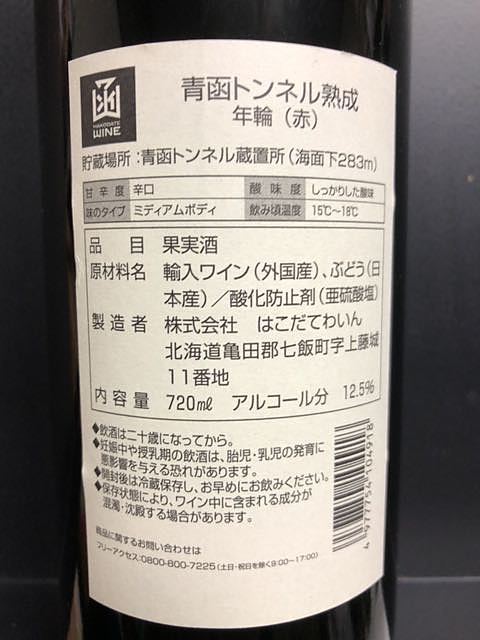 函
HAKODATE
WINE
青函トンネル熟成
年輪（赤）
貯蔵場所：青函トンネル蔵置所（海面下283m）
甘辛度 辛口 酸味度 しっかりした酸味
味のタイプ ミディアムボディ 飲み頃温度 15℃〜18℃
品目 果実酒
原材料名 輸入ワイン（外国産）、ぶどう（日
本産）／酸化防止剤（亜硫酸塩）
製造者 株式会社 はこだてわいん
北海道亀田郡七飯町字上藤城
11番地
内容量 720㎖ アルコール分 12.5%
◆飲酒は二十歳になってから。
◆妊娠中や授乳期の飲酒は、胎児・乳児の発育に
悪影響を与える恐れがあります。
◆開封後は冷蔵保存し、お早めにお飲みください。
◆保存状態により、ワイン中に含まれる成分が
混濁・沈殿する場合があります。
商品に関するお問い合わせは
フリーアクセス:0800-800-7225（土日・祝日を除く9:00〜17:00）
4977754104918